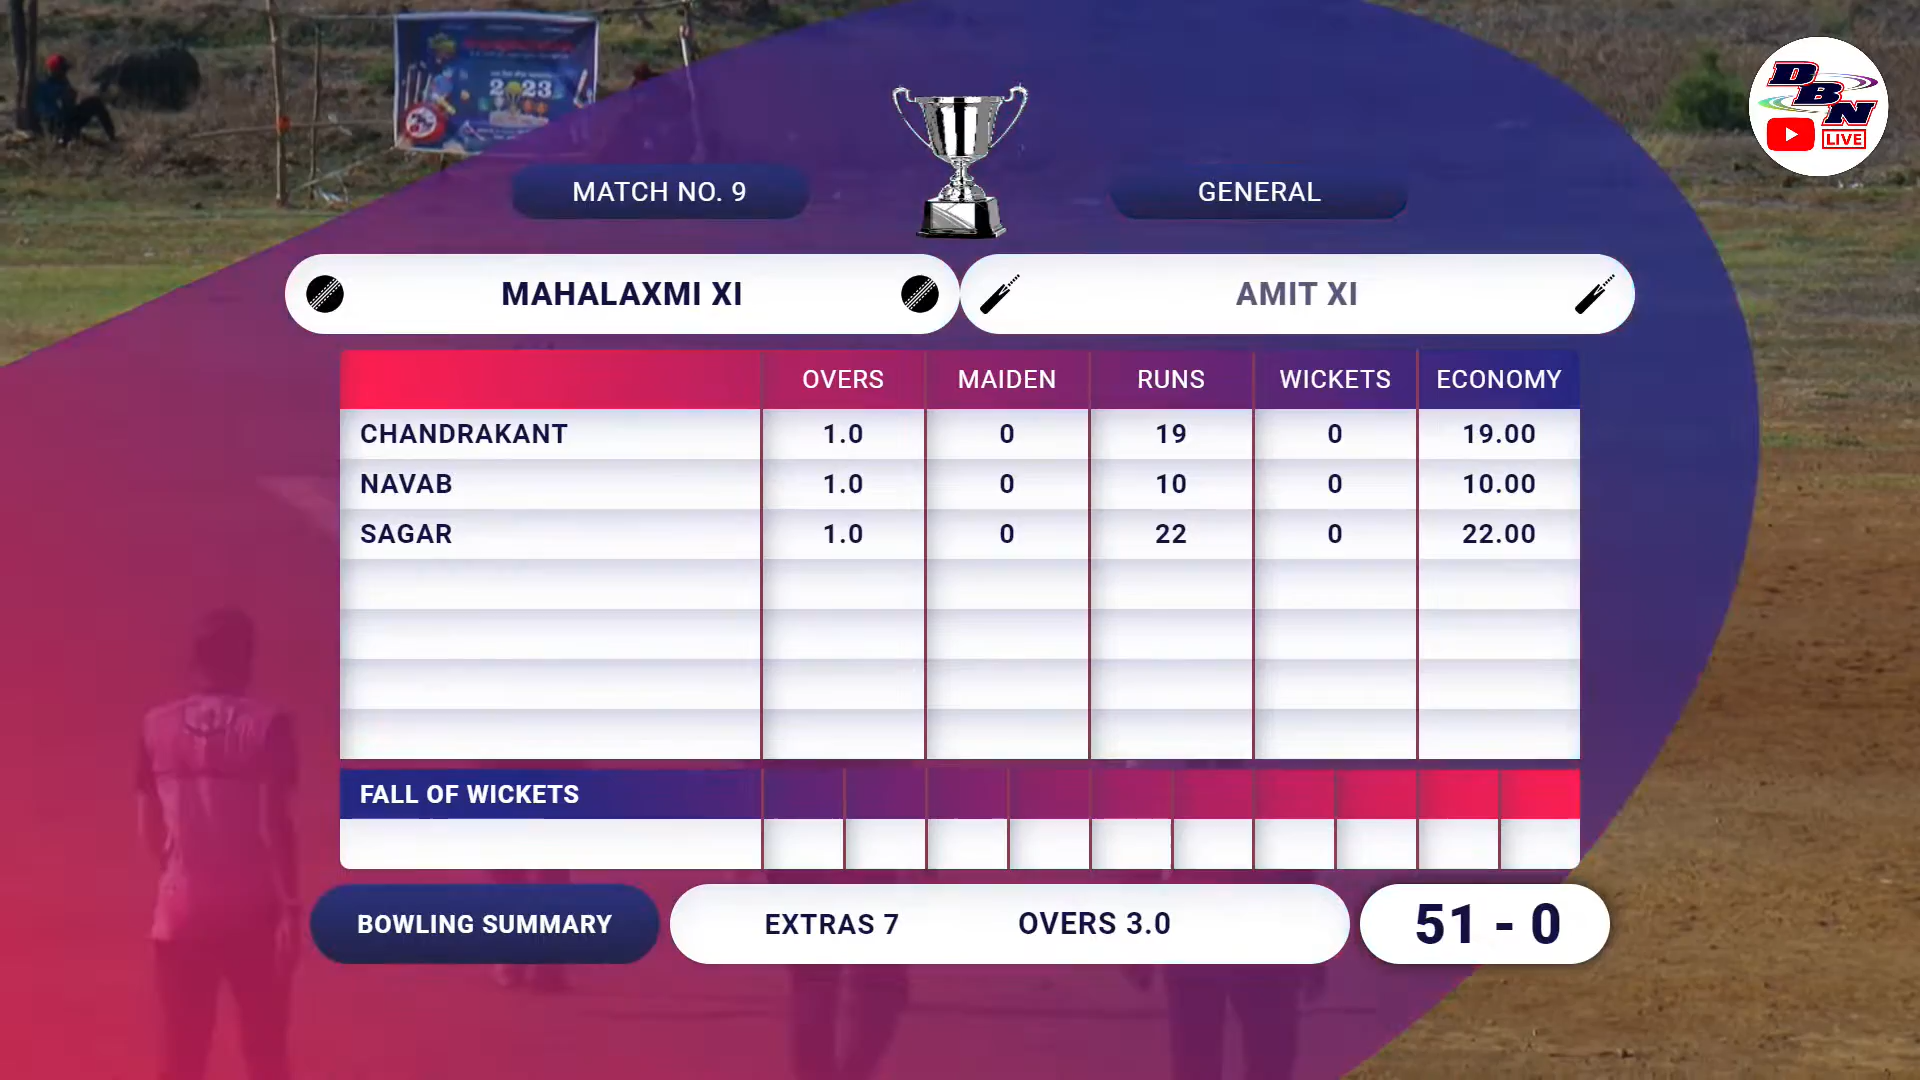 2023
DBN
LIVE
MATCH NO. 9
GENERAL
MAHALAXMI XI
AMIT XI
OVERS MAIDEN RUNS WICKETS ECONOMY
CHANDRAKANT 1.0 0 19 0 19.00
NAVAB 1.0 0 10 0 10.00
SAGAR 1.0 0 22 0 22.00
FALL OF WICKETS
BOWLING SUMMARY
EXTRAS 7 OVERS 3.0
51 - 0